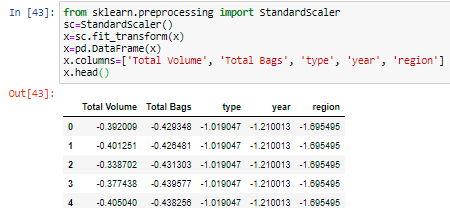 In [43]: from sklearn.preprocessing import StandardScaler
sc=StandardScaler()
x=sc.fit_transform(x)
x=pd.DataFrame(x)
x.columns=['Total Volume', 'Total Bags', 'type', 'year', 'region']
x.head()
Out[43]:
Total Volume Total Bags type year region
0 -0.392009 -0.429348 -1.019047 -1.210013 -1.695495
1 -0.401251 -0.426481 -1.019047 -1.210013 -1.695495
2 -0.338702 -0.431303 -1.019047 -1.210013 -1.695495
3 -0.377438 -0.439577 -1.019047 -1.210013 -1.695495
4 -0.405040 -0.438256 -1.019047 -1.210013 -1.695495